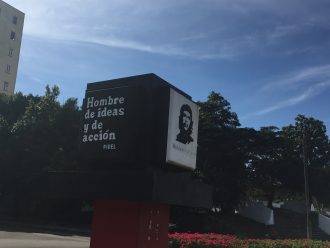 Hombre
de ideas
y de
acción
FIDEL